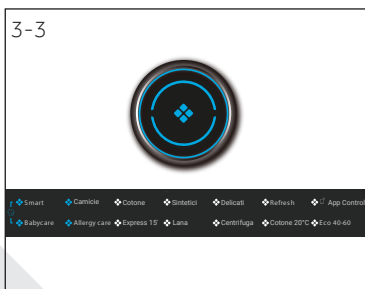 3-3
Smart Camicie Cotone Sintetici Delicati Refresh App Control
Babycare Allergy care Express 15' Lana Centrifuga Cotone 20°C Eco 40-60